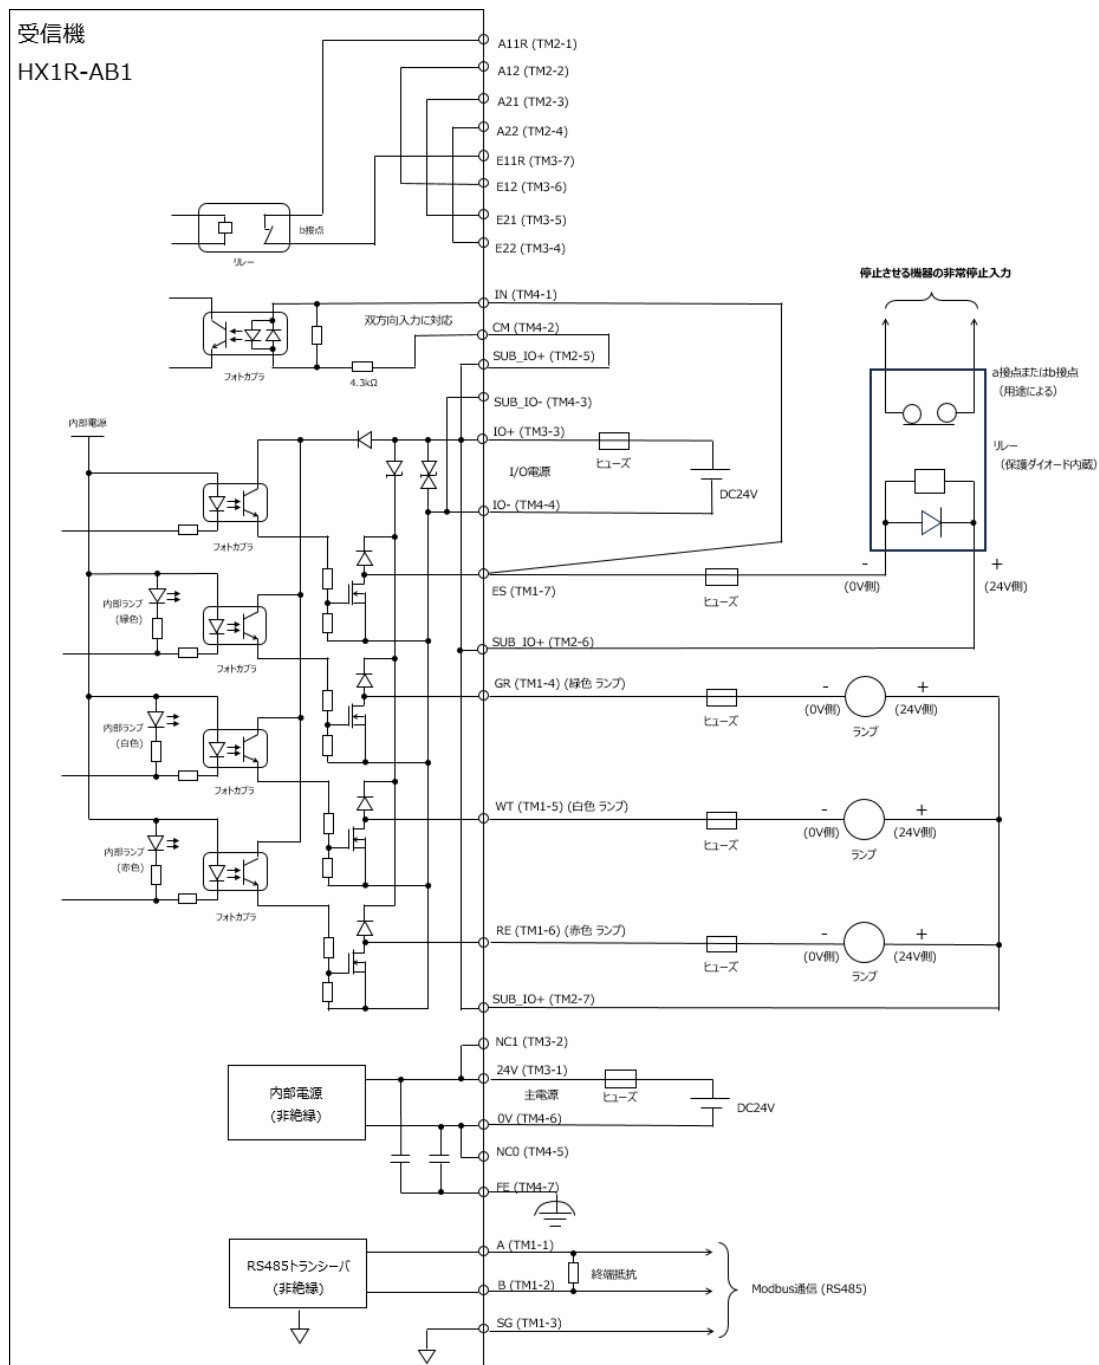 受信機
HX1R-AB1
A11R (TM2-1)
A12 (TM2-2)
A21 (TM2-3)
A22 (TM2-4)
E11R (TM3-7)
E12 (TM3-6)
E21 (TM3-5)
E22 (TM3-4)
b接点
リレー
停止させる機器の非常停止入力
IN (TM4-1)
双方向入力に対応
CM (TM4-2)
SUB_IO+ (TM2-5)
フォトカプラ
4.3kΩ
a接点またはb接点
(用途による)
SUB_IO- (TM4-3)
内部電源
IO+ (TM3-3)
ヒューズ
リレー
(保護ダイオード内蔵)
I/O電源
DC24V
IO- (TM4-4)
フォトカプラ
-
+
ES (TM1-7)
ヒューズ
(0V側)
(24V側)
内部ランプ
(緑色)
フォトカプラ
SUB_IO+ (TM2-6)
GR (TM1-4) (緑色 ランプ)
-
+
ヒューズ
(0V側)
(24V側)
ランプ
内部ランプ
(白色)
フォトカプラ
WT (TM1-5) (白色 ランプ)
-
+
ヒューズ
(0V側)
(24V側)
ランプ
内部ランプ
(赤色)
フォトカプラ
RE (TM1-6) (赤色 ランプ)
-
+
ヒューズ
(0V側)
(24V側)
ランプ
SUB_IO+ (TM2-7)
NC1 (TM3-2)
24V (TM3-1)
内部電源
(非絶縁)
主電源
ヒューズ
DC24V
0V (TM4-6)
NC0 (TM4-5)
FE (TM4-7)
RS485トランシーバ
(非絶縁)
A (TM1-1)
終端抵抗
B (TM1-2)
Modbus通信 (RS485)
SG (TM1-3)